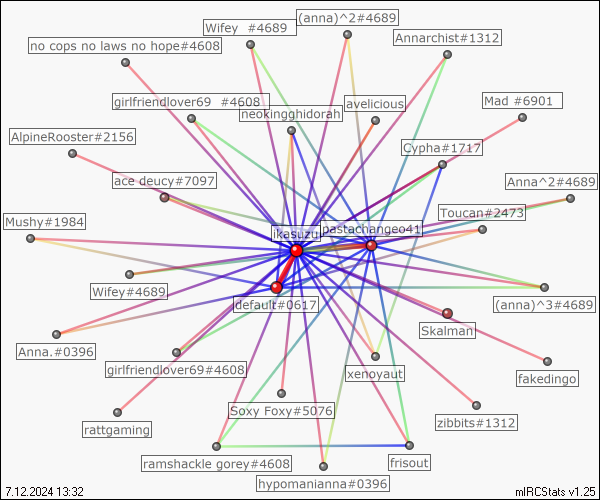 Wifey #4689
(anna)^2#4689
Annarchist#1312
no cops no laws no hope#4608
girlfriendlover69 #4608
neokingghidorah
avelicious
Mad #6901
AlpineRooster#2156
Cypha#1717
ace deucy#7097
Anna^2#4689
Mushy#1984
Toucan#2473
ikasuzu
pastachangeo41
Wifey#4689
default#0617
(anna)^3#4689
Skalman
Anna.#0396
girlfriendlover69#4608
xenoyaut
fakedingo
rattgaming
Soxy Foxy#5076
zibbits#1312
ramshackle gorey#4608
frisout
hypomanianna#0396
7.12.2024 13:32
mIRCStats v1.25